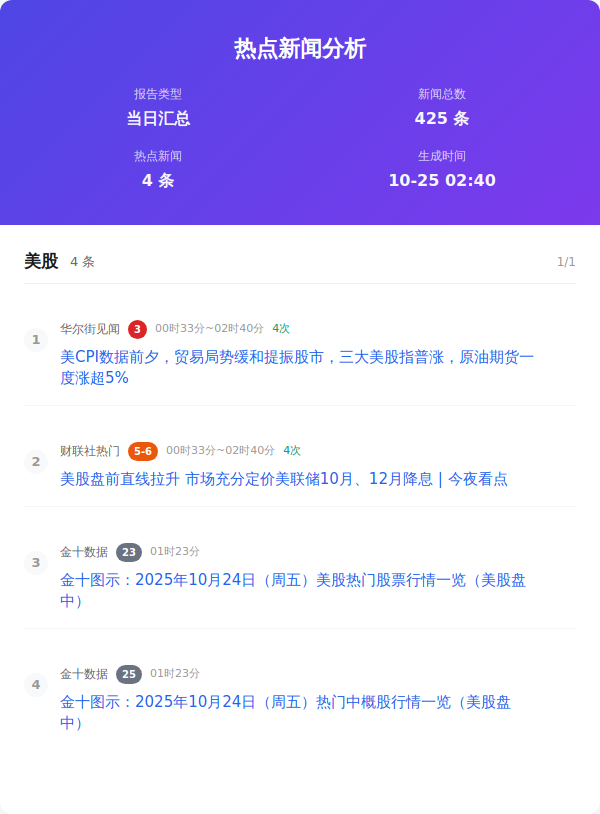 热点新闻分析
报告类型 新闻总数
当日汇总 425 条
热点新闻 生成时间
4 条 10-25 02:40
美股 4 条 1/1
1 华尔街见闻 3 00时33分~02时40分 4次
美CPI数据前夕，贸易局势缓和提振股市，三大美股指普涨，原油期货一
度涨超5%
2 财联社热门 5-6 00时33分~02时40分 4次
美股盘前直线拉升 市场充分定价美联储10月、12月降息 | 今夜看点
3 金十数据 23 01时23分
金十图示：2025年10月24日（周五）美股热门股票行情一览（美股盘
中）
4 金十数据 25 01时23分
金十图示：2025年10月24日（周五）热门中概股行情一览（美股盘
中）